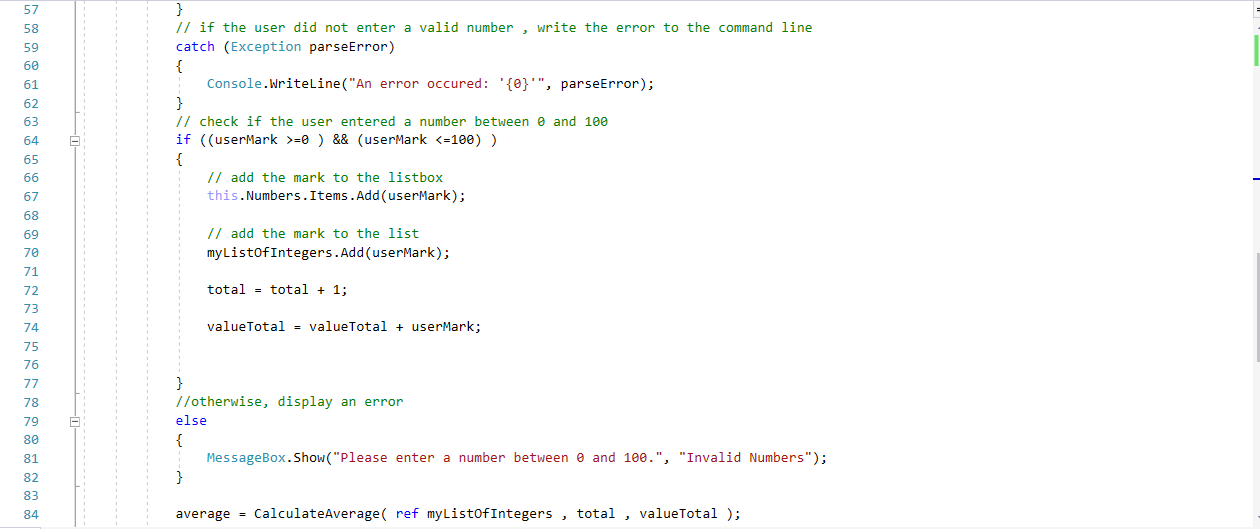 57 }
58 // if the user did not enter a valid number , write the error to the command line
59 catch (Exception parseError)
60 {
61 Console.WriteLine("An error occured: '{0}'", parseError);
62 }
63 // check if the user entered a number between 0 and 100
64 if ((userMark >=0 ) && (userMark <=100) )
65 {
66 // add the mark to the listbox
67 this.Numbers.Items.Add(userMark);
68
69 // add the mark to the list
70 myListOfIntegers.Add(userMark);
71
72 total = total + 1;
73
74 valueTotal = valueTotal + userMark;
75
76
77 }
78 //otherwise, display an error
79 else
80 {
81 MessageBox.Show("Please enter a number between 0 and 100.", "Invalid Numbers");
82 }
83
84 average = CalculateAverage( ref myListOfIntegers , total , valueTotal );